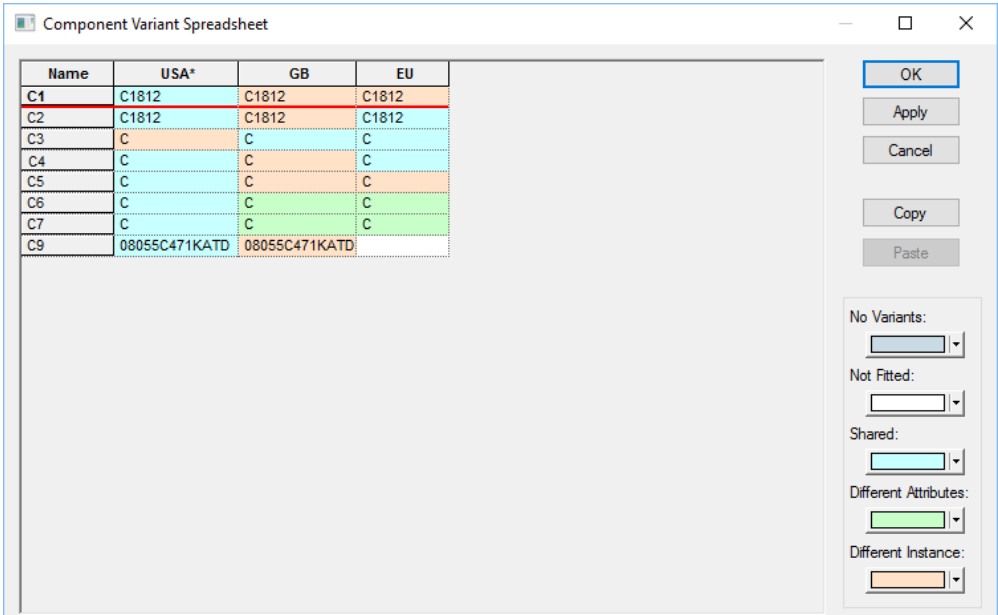 Component Variant Spreadsheet
Name USA* GB EU
C1 C1812 C1812 C1812
C2 C1812 C1812 C1812
C3 C C C
C4 C C C
C5 C C C
C6 C C C
C7 C C C
C9 08055C471KATD 08055C471KATD
OK
Apply
Cancel
Copy
Paste
No Variants:
Not Fitted:
Shared:
Different Attributes:
Different Instance: